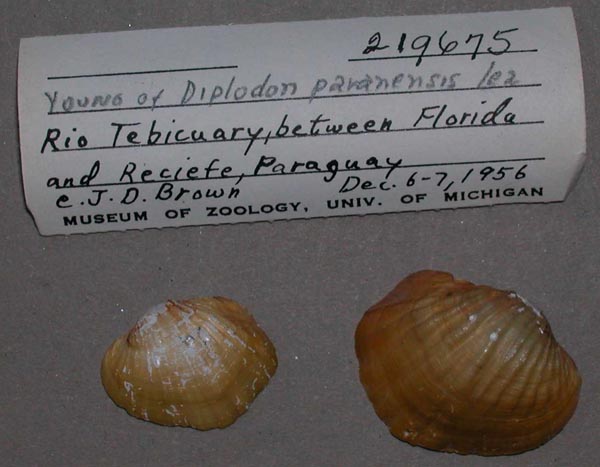 219675
Young of Diplodon paranensis lea
Rio Tebicuary, between Florida
and Reciefe, Paraguay
c. J. D. Brown Dec. 6-7, 1956
MUSEUM OF ZOOLOGY, UNIV. OF MICHIGAN